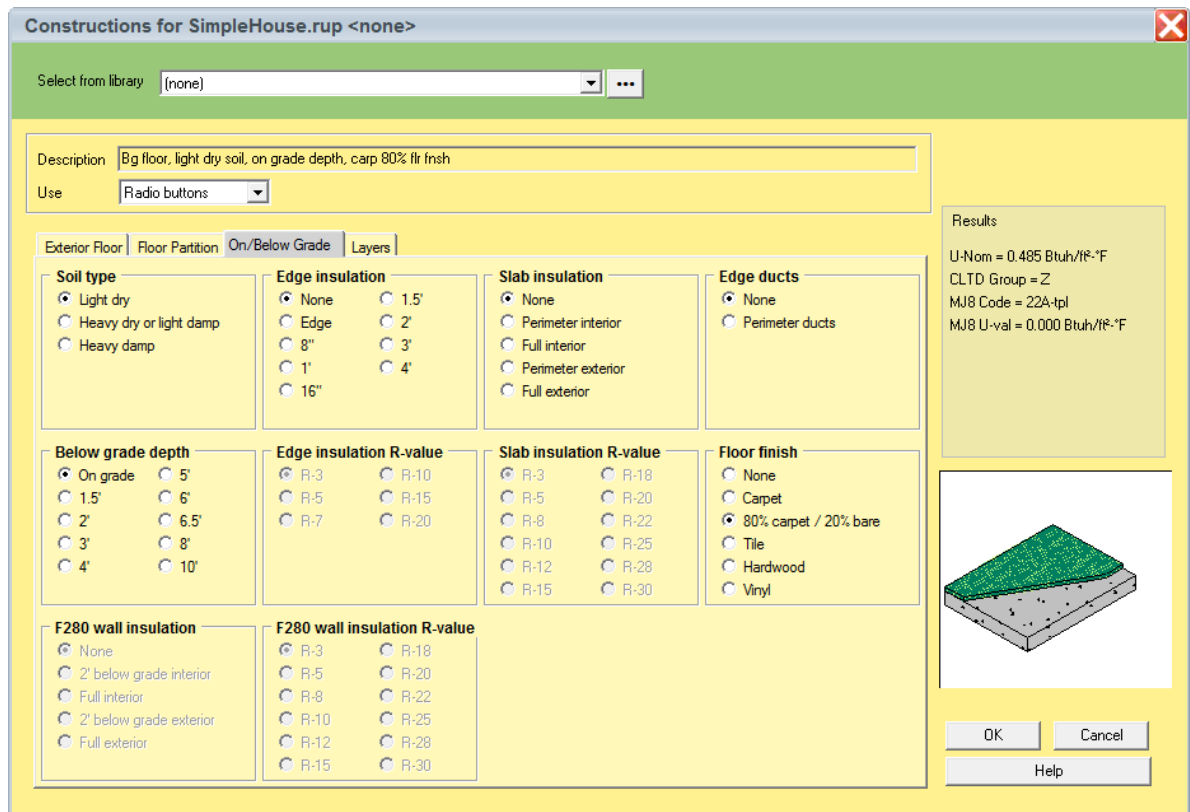 Constructions for SimpleHouse.rup <none>
Select from library (none) ...
Description Bg floor, light dry soil, on grade depth, carp 80% flr fnsh
Use Radio buttons
Exterior Floor Floor Partition On/Below Grade Layers
Soil type
Light dry
Heavy dry or light damp
Heavy damp
Edge insulation
None 1.5'
Edge 2'
8" 3'
1' 4'
16"
Slab insulation
None
Perimeter interior
Full interior
Perimeter exterior
Full exterior
Edge ducts
None
Perimeter ducts
Below grade depth
On grade 5'
1.5' 6'
2' 6.5'
3' 8'
4' 10'
Edge insulation R-value
R-3 R-10
R-5 R-15
R-7 R-20
Slab insulation R-value
R-3 R-18
R-5 R-20
R-8 R-22
R-10 R-25
R-12 R-28
R-15 R-30
Floor finish
None
Carpet
80% carpet / 20% bare
Tile
Hardwood
Vinyl
F280 wall insulation
None
2' below grade interior
Full interior
2' below grade exterior
Full exterior
F280 wall insulation R-value
R-3 R-18
R-5 R-20
R-8 R-22
R-10 R-25
R-12 R-28
R-15 R-30
Results
U-Nom = 0.485 Btuh/ft²-°F
CLTD Group = Z
MJ8 Code = 22A-tpl
MJ8 U-val = 0.000 Btuh/ft²-°F
OK Cancel
Help